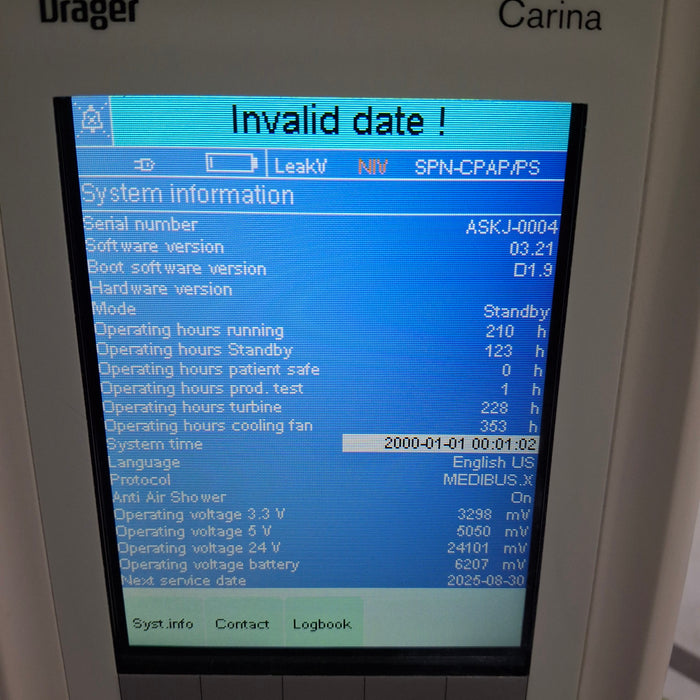 Dräger
Carina
Invalid date !
LeakV NIV SPN-CPAP/PS
System information
Serial number ASKJ-0004
Software version 03.21
Boot software version D1.9
Hardware version
Mode Standby
Operating hours running 210 h
Operating hours Standby 123 h
Operating hours patient safe 0 h
Operating hours prod. test 1 h
Operating hours turbine 228 h
Operating hours cooling fan 353 h
System time 2000-01-01 00:01:02
Language English US
Protocol MEDIBUS.X
Anti Air Shower On
Operating voltage 3.3 V 3298 mV
Operating voltage 5 V 5050 mV
Operating voltage 24 V 24101 mV
Operating voltage battery 6207 mV
Next service date 2025-08-30
Syst.info Contact Logbook